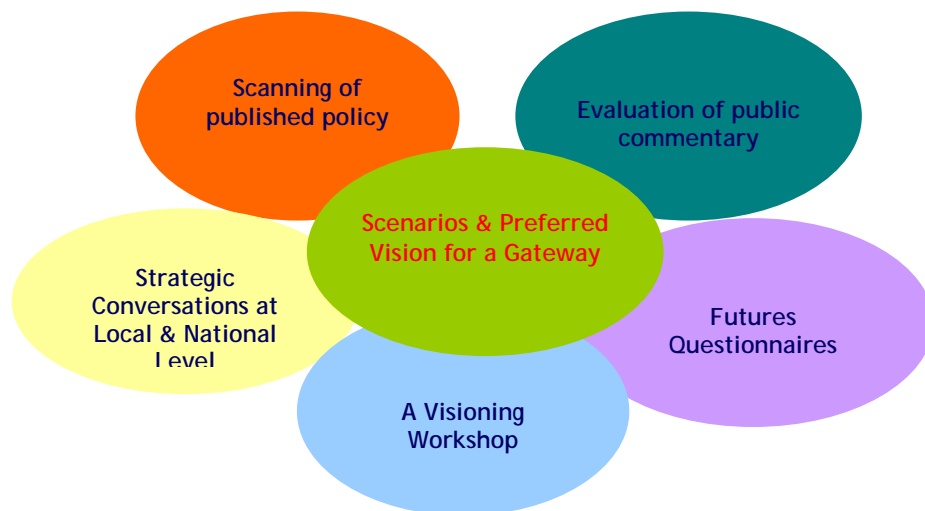 Scanning of
published policy
Evaluation of public
commentary
Scenarios & Preferred
Vision for a Gateway
Strategic
Conversations at
Local & National
Level
Futures
Questionnaires
A Visioning
Workshop